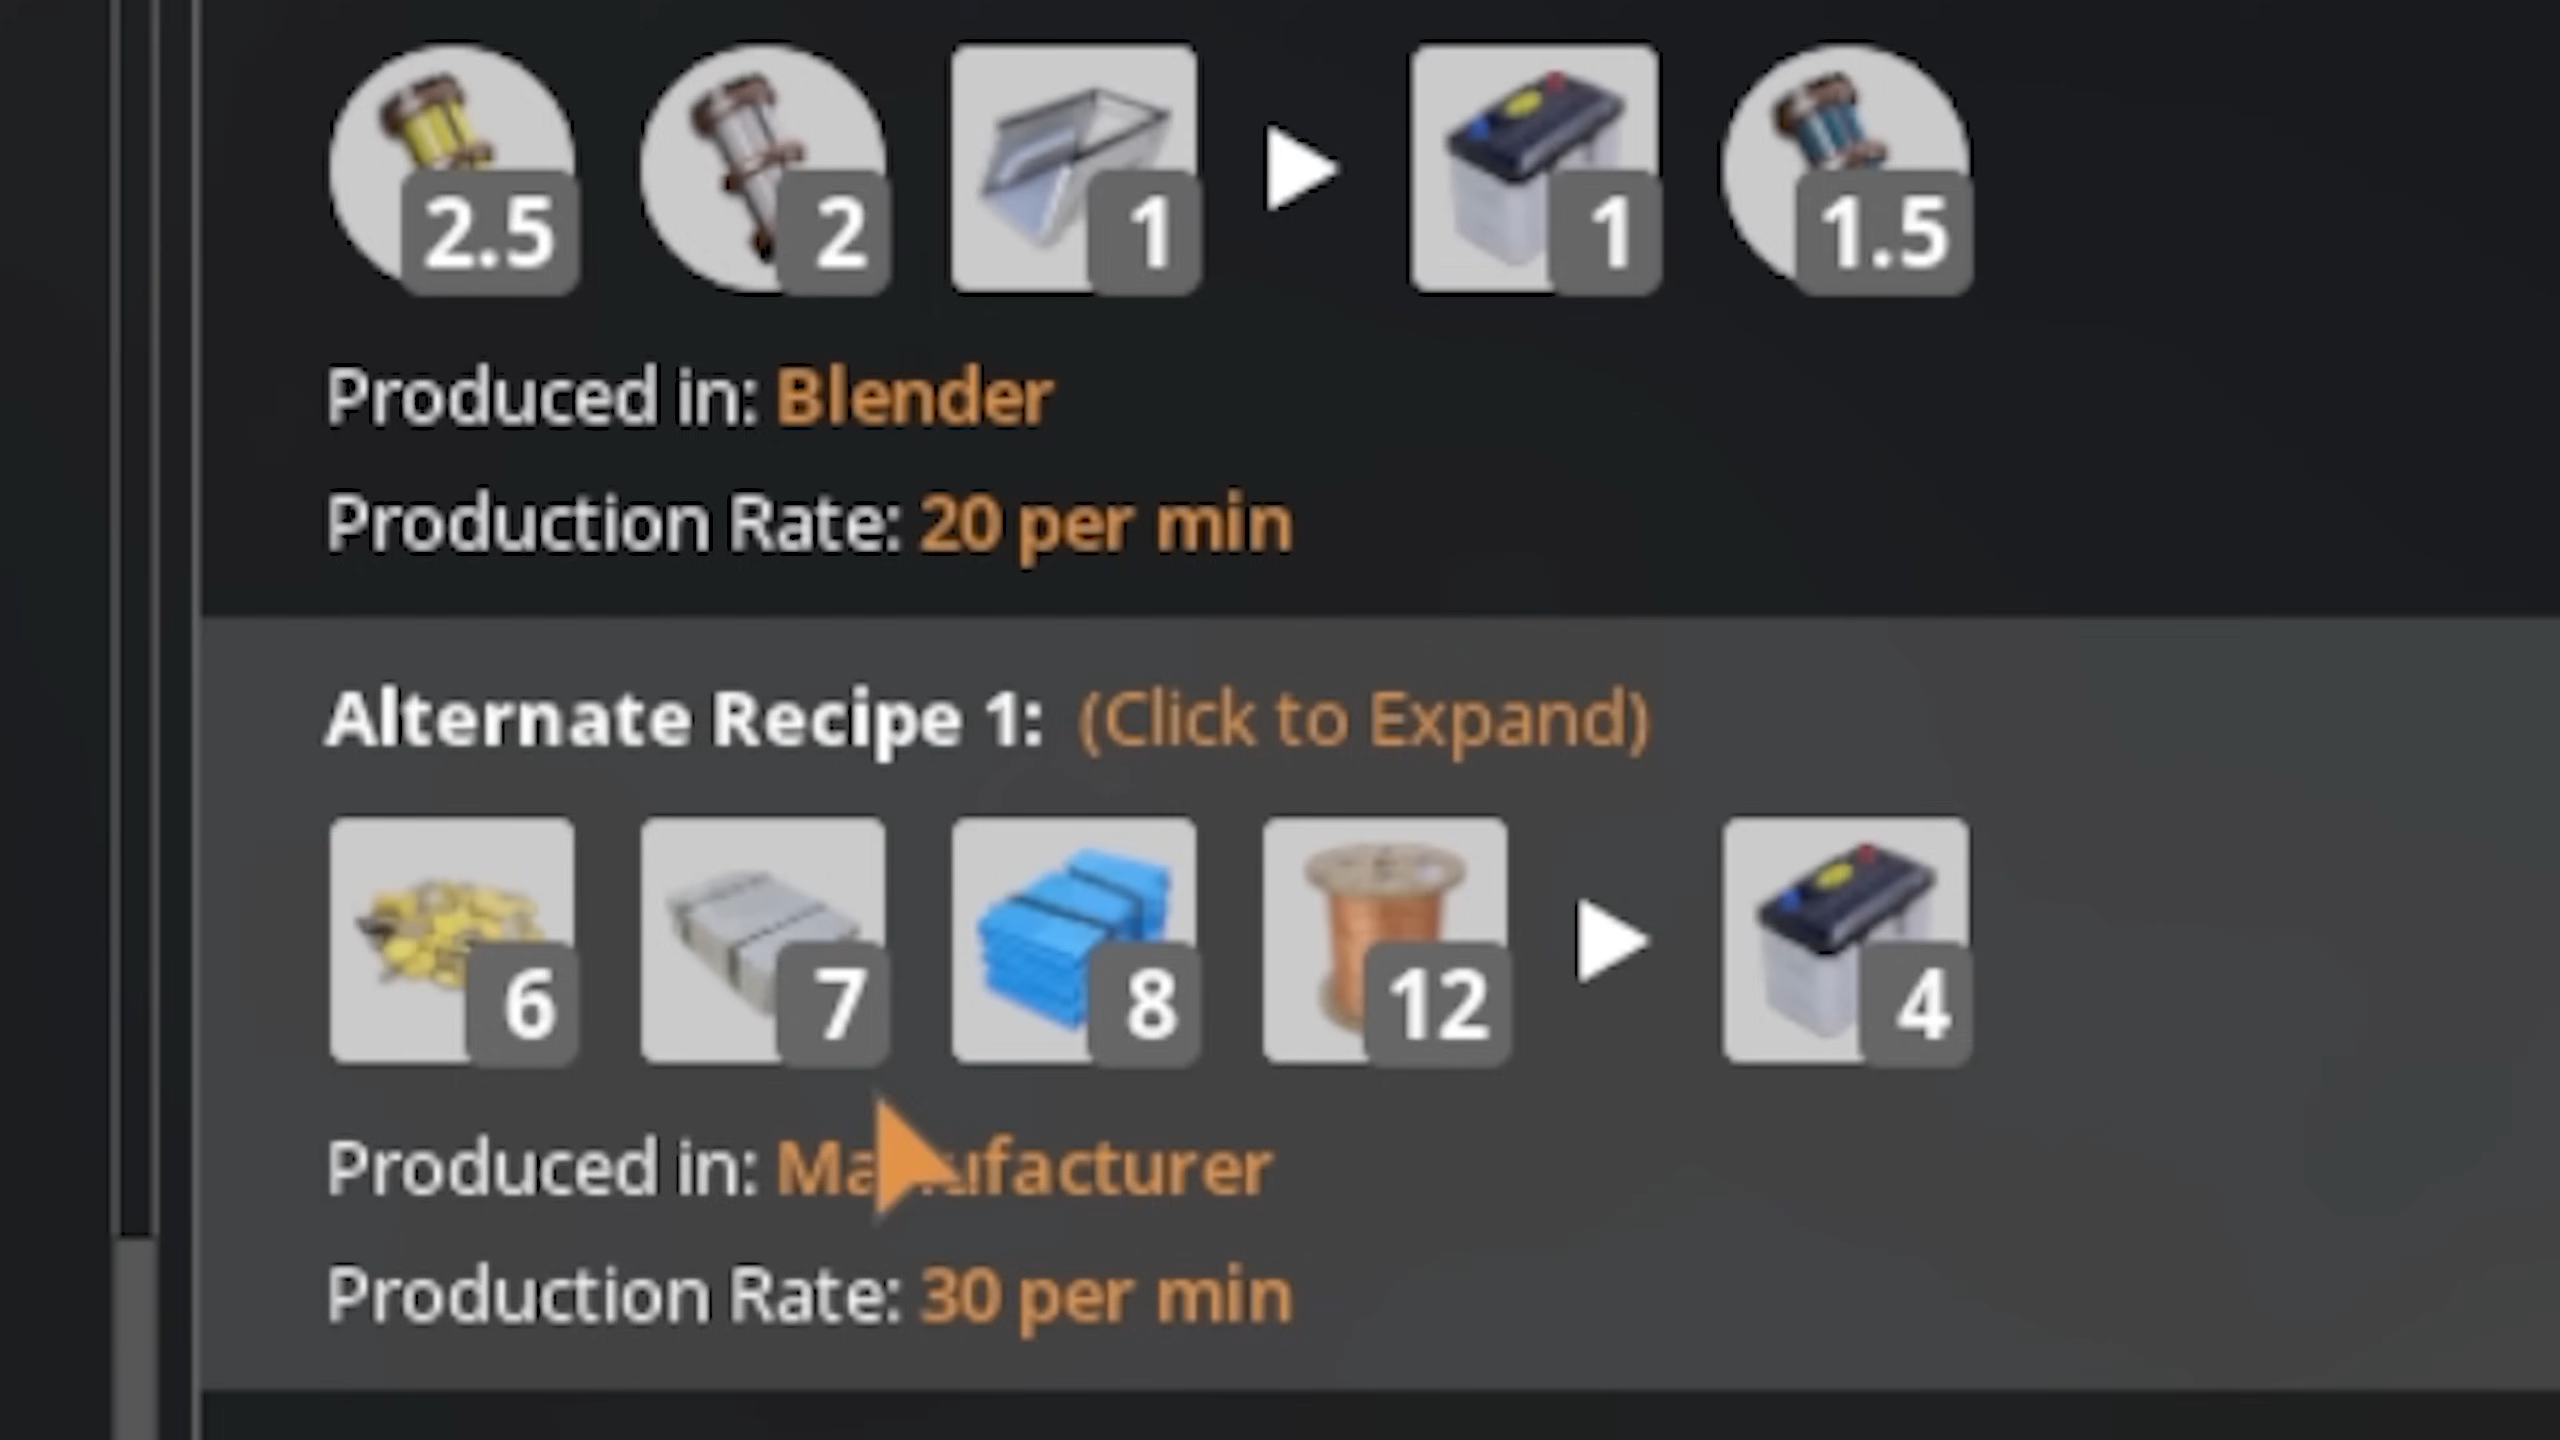 2.5 2 1 1 1.5
Produced in: Blender
Production Rate: 20 per min
Alternate Recipe 1: (Click to Expand)
6 7 8 12 4
Produced in: Manufacturer
Production Rate: 30 per min